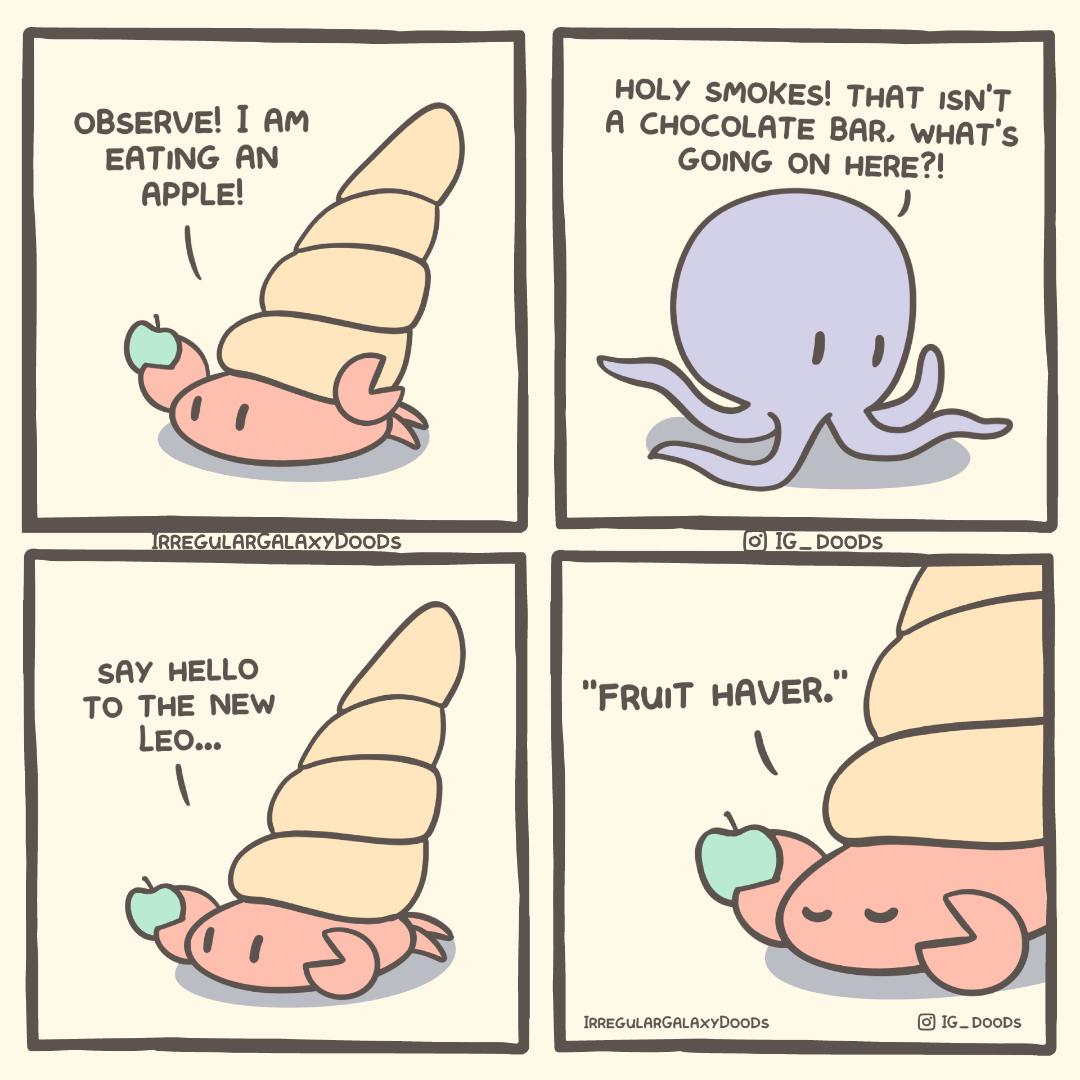 OBSERVE! I AM
EATING AN
APPLE!
HOLY SMOKES! THAT ISN'T
A CHOCOLATE BAR. WHAT'S
GOING ON HERE?!
IRREGULARGALAXYDOODS
IG_DOODS
SAY HELLO
TO THE NEW
LEO...
"FRUIT HAVER."
IRREGULARGALAXYDOODS
IG_DOODS